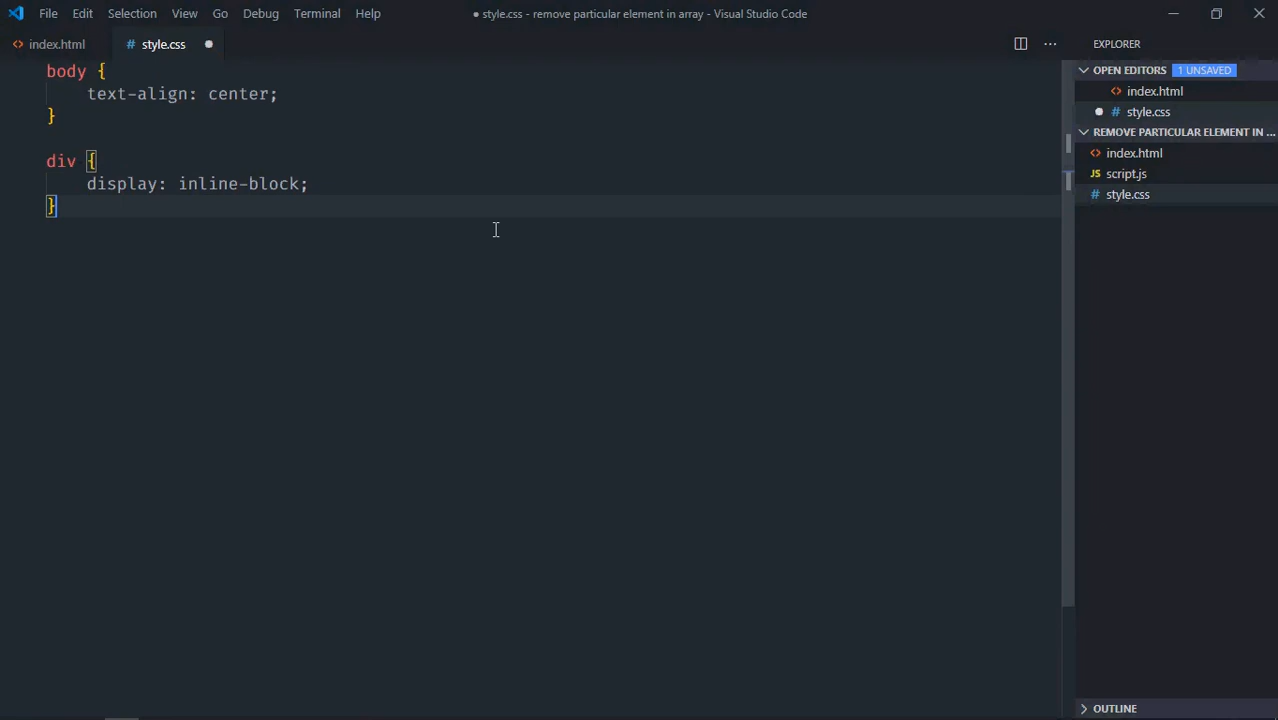 File Edit Selection View Go Debug Terminal Help ● style.css - remove particular element in array - Visual Studio Code
<> index.html # style.css ● ··· EXPLORER
OPEN EDITORS 1 UNSAVED
<> index.html
● # style.css
REMOVE PARTICULAR ELEMENT IN ...
<> index.html
JS script.js
# style.css
body {
text-align: center;
}
div {
display: inline-block;
}
OUTLINE